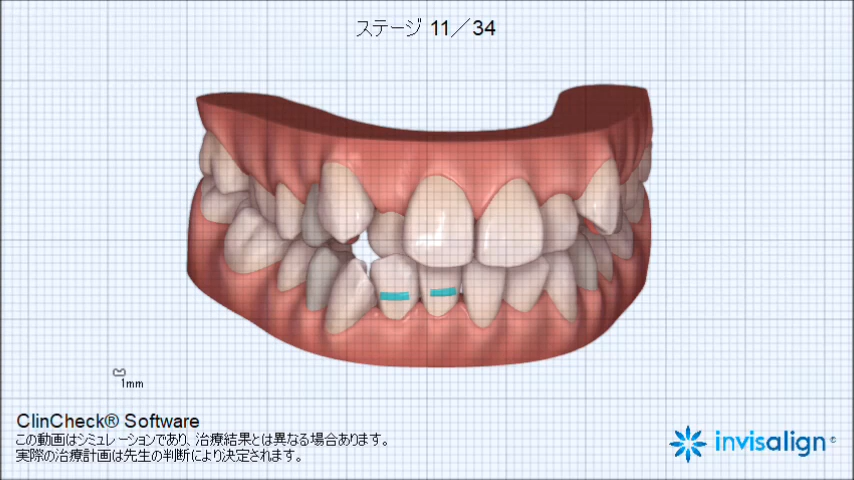 ステージ 11／34
1mm
ClinCheck® Software
この動画はシミュレーションであり、治療結果とは異なる場合あります。
実際の治療計画は先生の判断により決定されます。
invisalign®